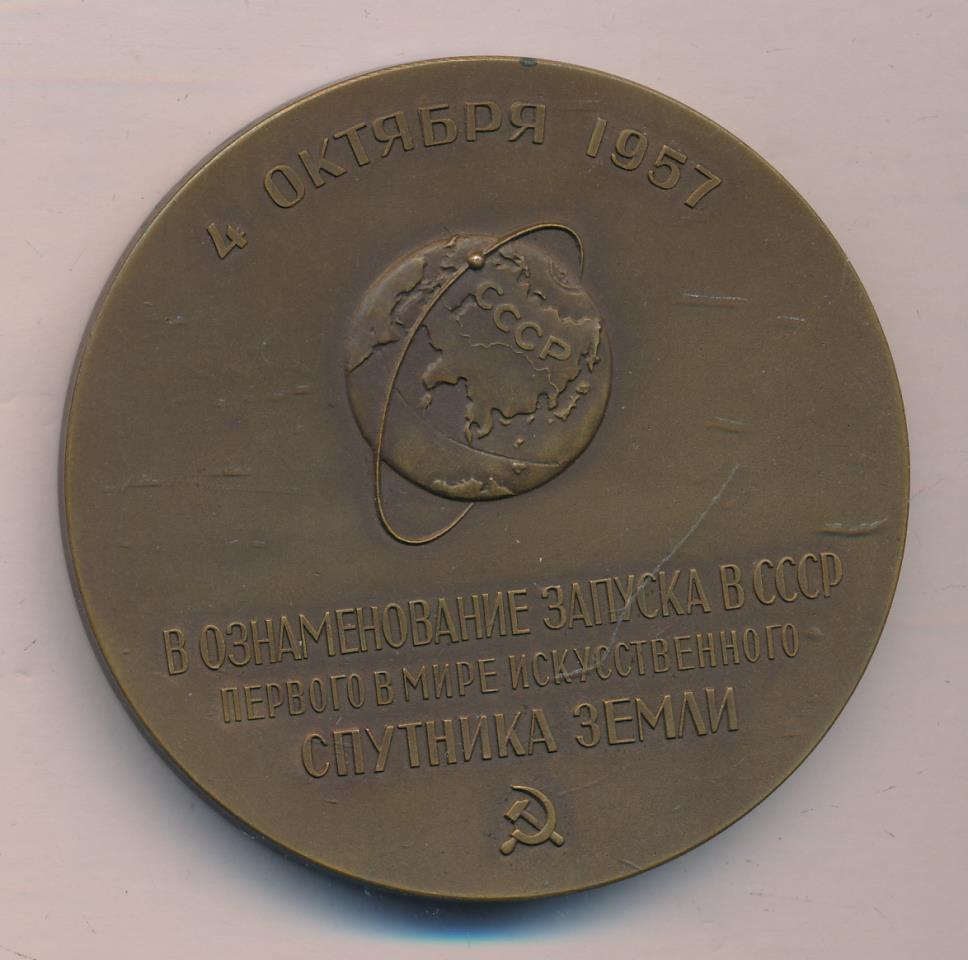 4 ОКТЯБРЯ 1957
СССР
В ОЗНАМЕНОВАНИЕ ЗАПУСКА В СССР
ПЕРВОГО В МИРЕ ИСКУССТВЕННОГО
СПУТНИКА ЗЕМЛИ